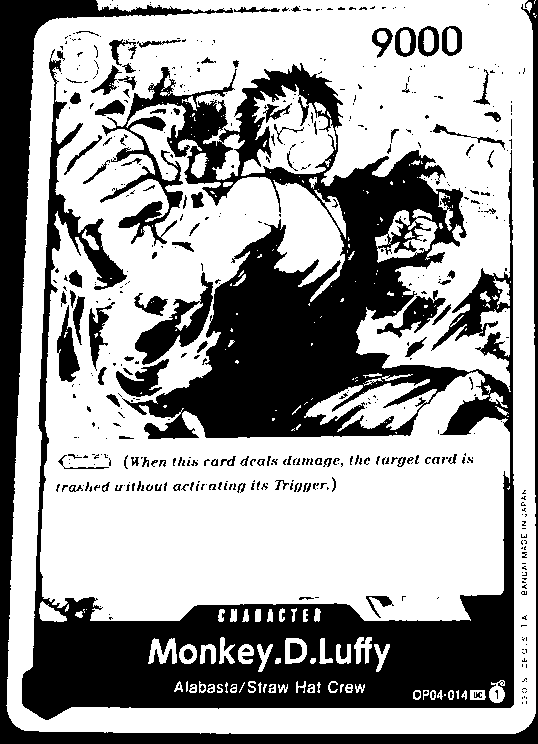 9000
(When this card deals damage, the target card is
trashed without activating its Trigger.)
CHARACTER
Monkey.D.Luffy
Alabasta/Straw Hat Crew
OP04-014 UC 1
BANDAI MADE IN JAPAN